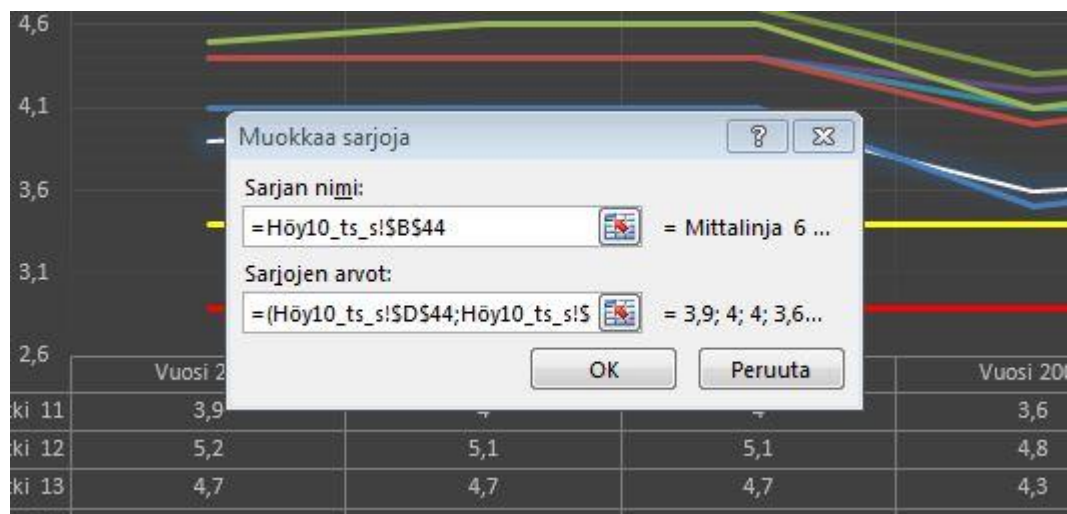 4,6
4,1
3,6
3,1
2,6
Muokkaa sarjoja
Sarjan nimi:
=Höy10_ts_s!$B$44 = Mittalinja 6 ...
Sarjojen arvot:
=(Höy10_ts_s!$D$44;Höy10_ts_s!$ = 3,9; 4; 4; 3,6...
OK Peruuta
Vuosi 2 Vuosi 200
ki 11 3,9 4 4 3,6
ki 12 5,2 5,1 5,1 4,8
ki 13 4,7 4,7 4,7 4,3